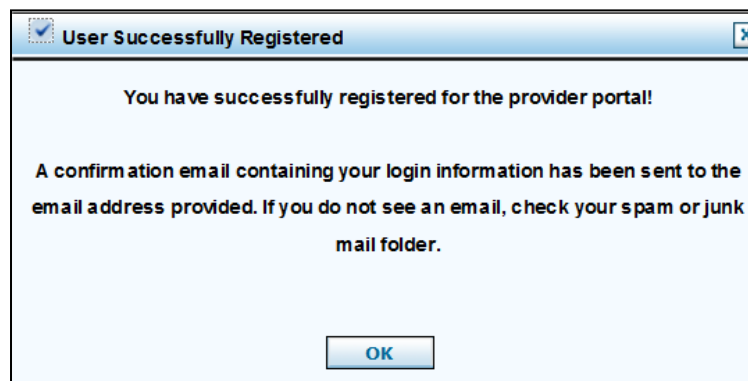 User Successfully Registered
You have successfully registered for the provider portal!
A confirmation email containing your login information has been sent to the
email address provided. If you do not see an email, check your spam or junk
mail folder.
OK